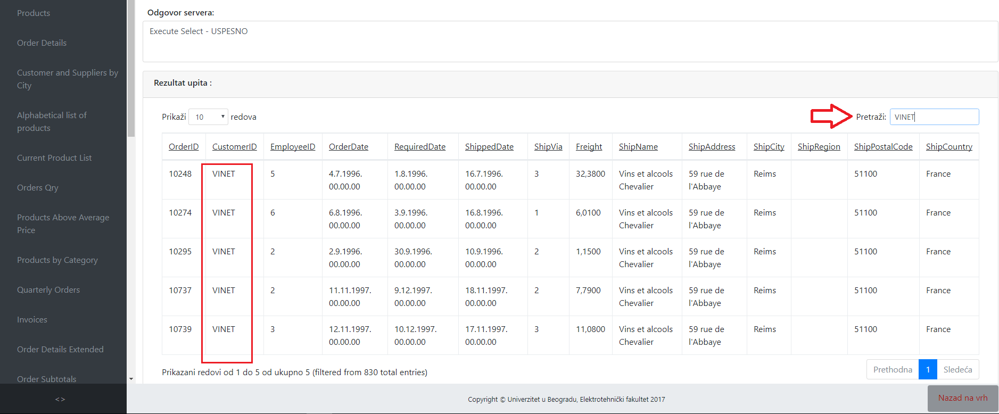 Products
Order Details
Customer and Suppliers by
City
Alphabetical list of
products
Current Product List
Orders Qry
Products Above Average
Price
Products by Category
Quarterly Orders
Invoices
Order Details Extended
Order Subtotals
<>
Odgovor servera:
Execute Select - USPESNO
Rezultat upita :
Prikaži 10 redova
Pretraži: VINET
OrderID CustomerID EmployeeID OrderDate RequiredDate ShippedDate ShipVia Freight ShipName ShipAddress ShipCity ShipRegion ShipPostalCode ShipCountry
10248 VINET 5 4.7.1996. 1.8.1996. 16.7.1996. 3 32,3800 Vins et alcools 59 rue de Reims 51100 France
00.00.00 00.00.00 00.00.00 Chevalier l'Abbaye
10274 VINET 6 6.8.1996. 3.9.1996. 16.8.1996. 1 6,0100 Vins et alcools 59 rue de Reims 51100 France
00.00.00 00.00.00 00.00.00 Chevalier l'Abbaye
10295 VINET 2 2.9.1996. 30.9.1996. 10.9.1996. 2 1,1500 Vins et alcools 59 rue de Reims 51100 France
00.00.00 00.00.00 00.00.00 Chevalier l'Abbaye
10737 VINET 2 11.11.1997. 9.12.1997. 18.11.1997. 2 7,7900 Vins et alcools 59 rue de Reims 51100 France
00.00.00 00.00.00 00.00.00 Chevalier l'Abbaye
10739 VINET 3 12.11.1997. 10.12.1997. 17.11.1997. 3 11,0800 Vins et alcools 59 rue de Reims 51100 France
00.00.00 00.00.00 00.00.00 Chevalier l'Abbaye
Prikazani redovi od 1 do 5 od ukupno 5 (filtered from 830 total entries)
Prethodna 1 Sledeća
Copyright © Univerzitet u Beogradu, Elektrotehnički fakultet 2017
Nazad na vrh